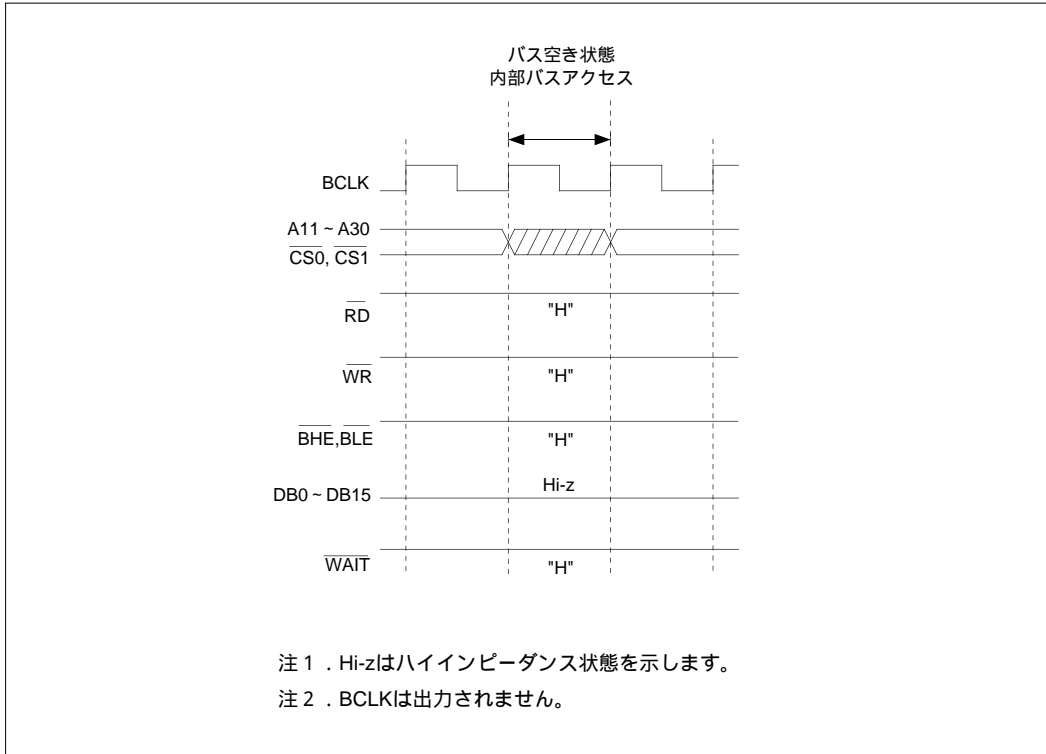 バス空き状態
内部バスアクセス
BCLK
A11 ~ A30
CS0, CS1
RD
"H"
WR
"H"
BHE,BLE
"H"
DB0 ~ DB15
Hi-z
WAIT
"H"
注1．Hi-zはハイインピーダンス状態を示します。
注2．BCLKは出力されません。